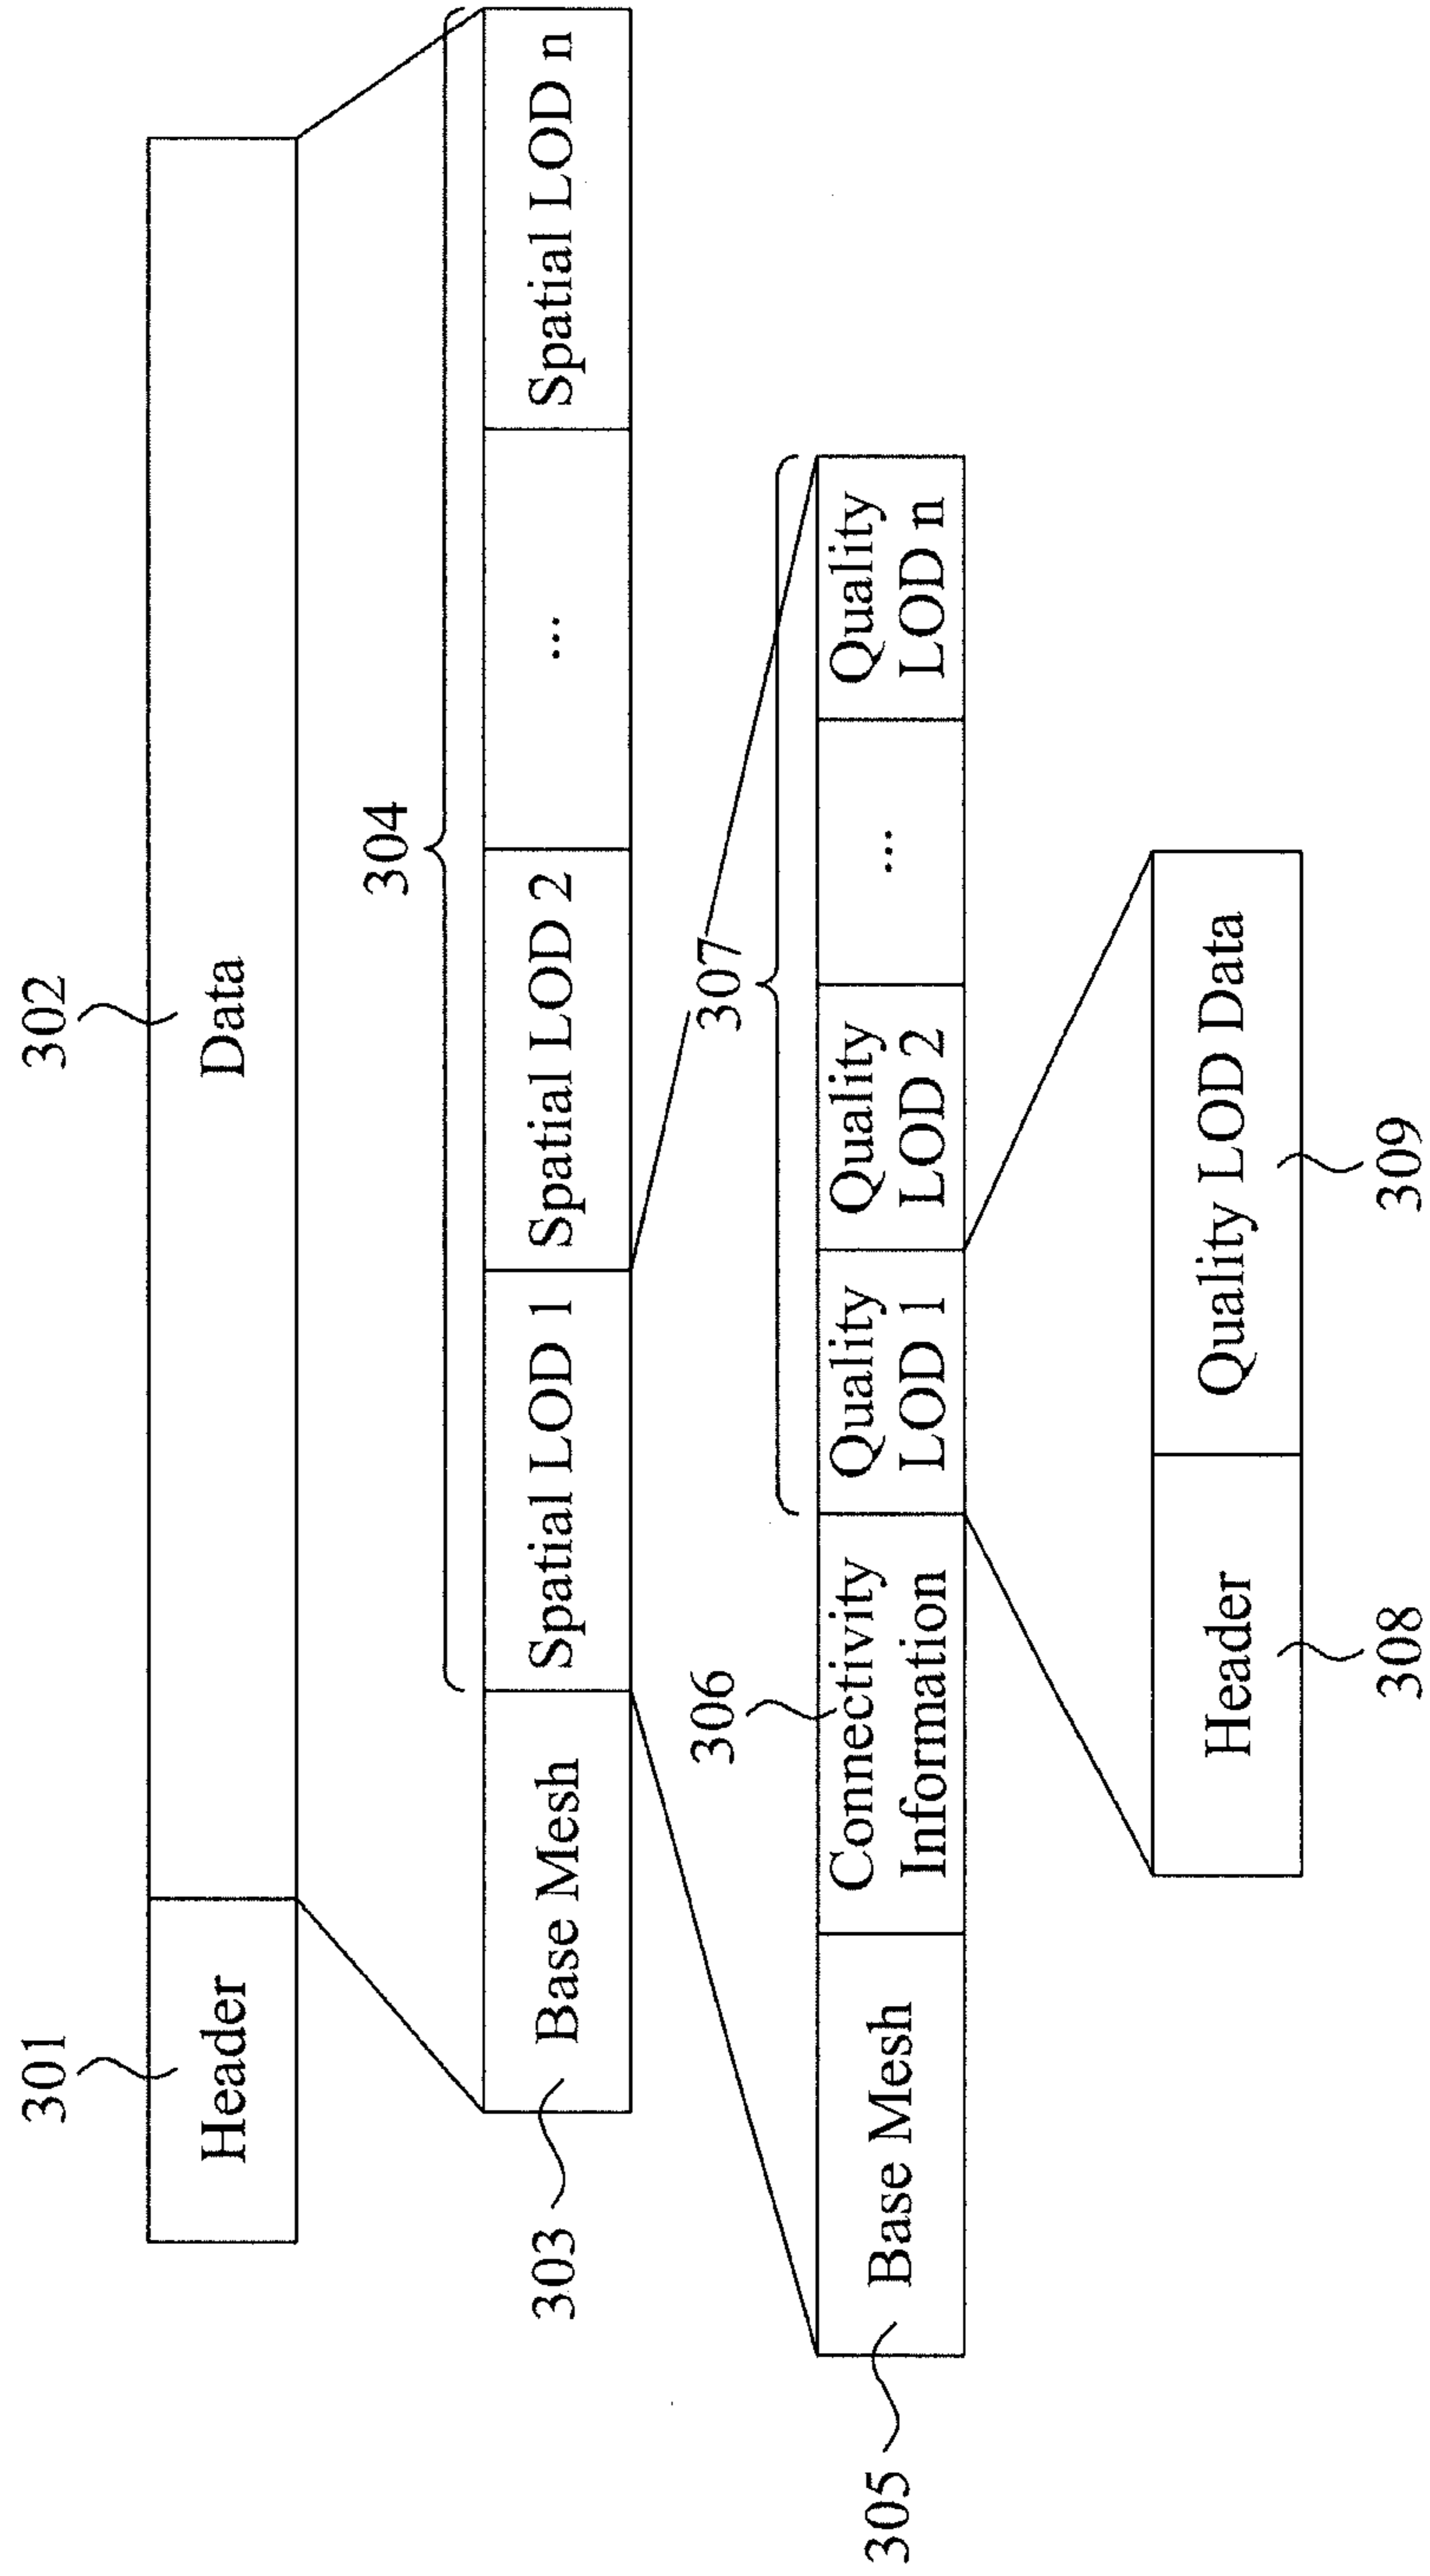 301
302
Header
Data
304
Base Mesh
Spatial LOD 1
Spatial LOD 2
...
Spatial LOD n
303
306
307
Base Mesh
Connectivity
Information
Quality
LOD 1
Quality
LOD 2
...
Quality
LOD n
305
Header
Quality LOD Data
308
309